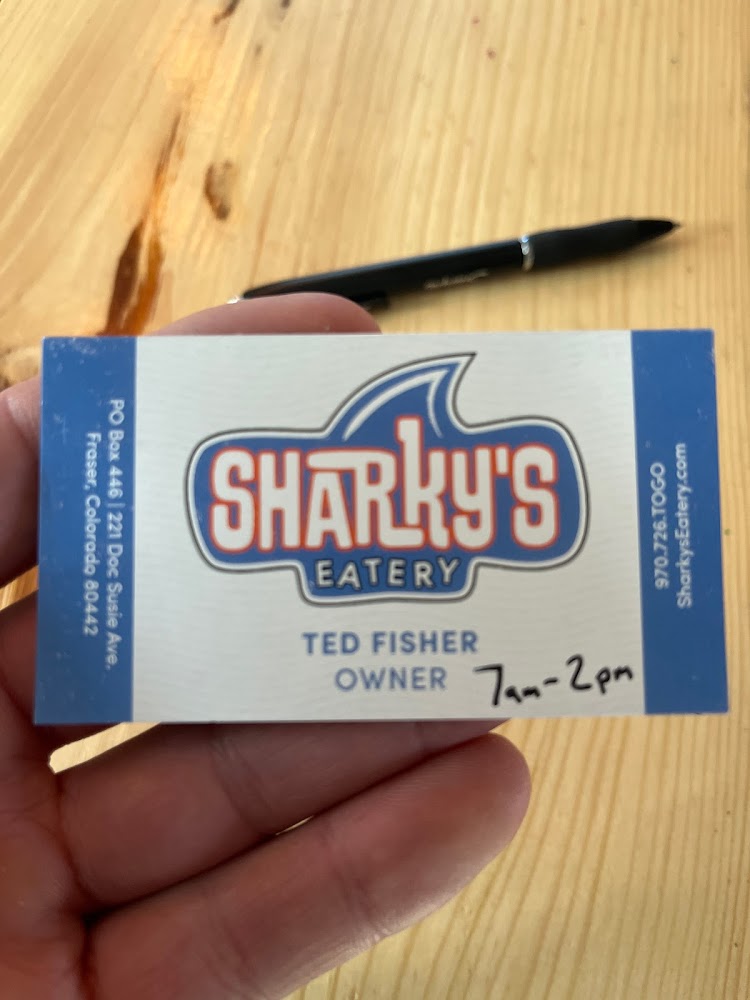 PO Box 446 | 221 Doc Susie Ave.
Fraser, Colorado 80442
SHARKY'S
EATERY
TED FISHER
OWNER
7am-2pm
970.726.TOGO
SharkysEatery.com